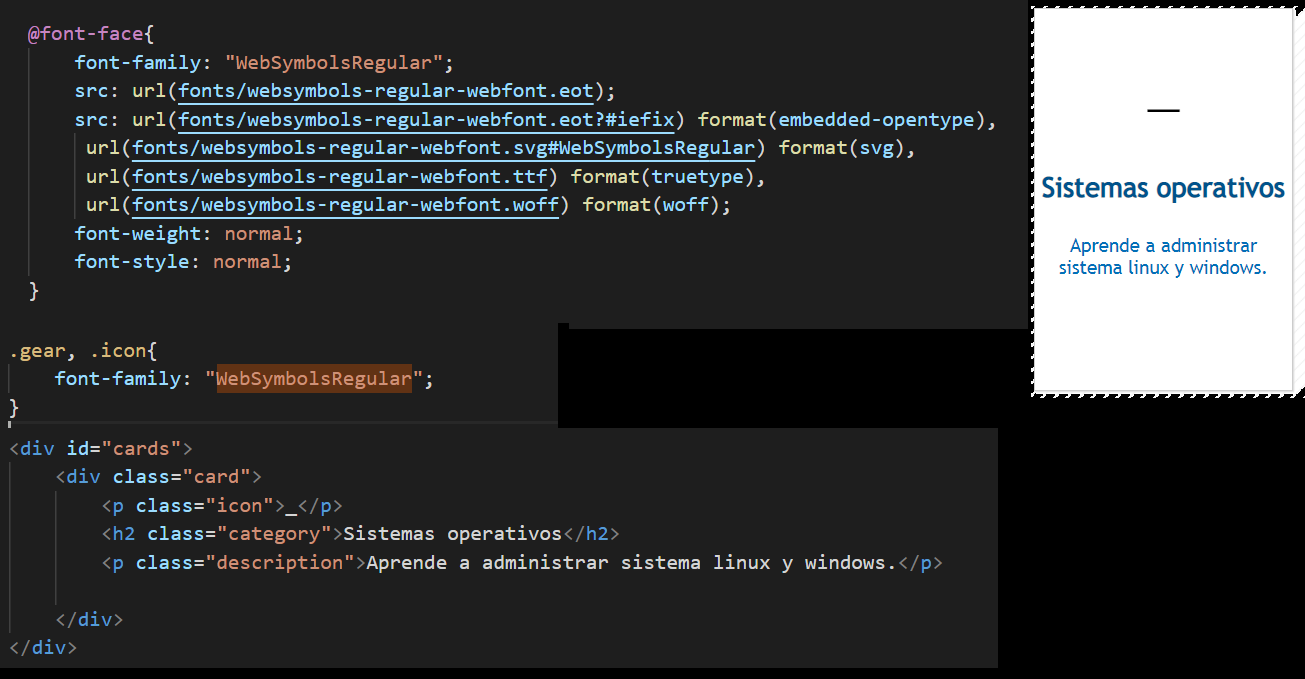 @font-face{
font-family: "WebSymbolsRegular";
src: url(fonts/websymbols-regular-webfont.eot);
src: url(fonts/websymbols-regular-webfont.eot?#iefix) format(embedded-opentype),
url(fonts/websymbols-regular-webfont.svg#WebSymbolsRegular) format(svg),
url(fonts/websymbols-regular-webfont.ttf) format(truetype),
url(fonts/websymbols-regular-webfont.woff) format(woff);
font-weight: normal;
font-style: normal;
}
.gear, .icon{
font-family: "WebSymbolsRegular";
}
<div id="cards">
<div class="card">
<p class="icon">_</p>
<h2 class="category">Sistemas operativos</h2>
<p class="description">Aprende a administrar sistema linux y windows.</p>
</div>
</div>
_
Sistemas operativos
Aprende a administrar
sistema linux y windows.